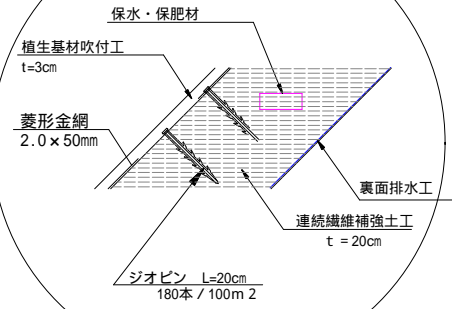 保水・保肥材
植生基材吹付工
t=3cm
菱形金網
2.0×50mm
裏面排水工
連続繊維補強土工
t =20cm
ジオピン L=20cm
180本/100m2